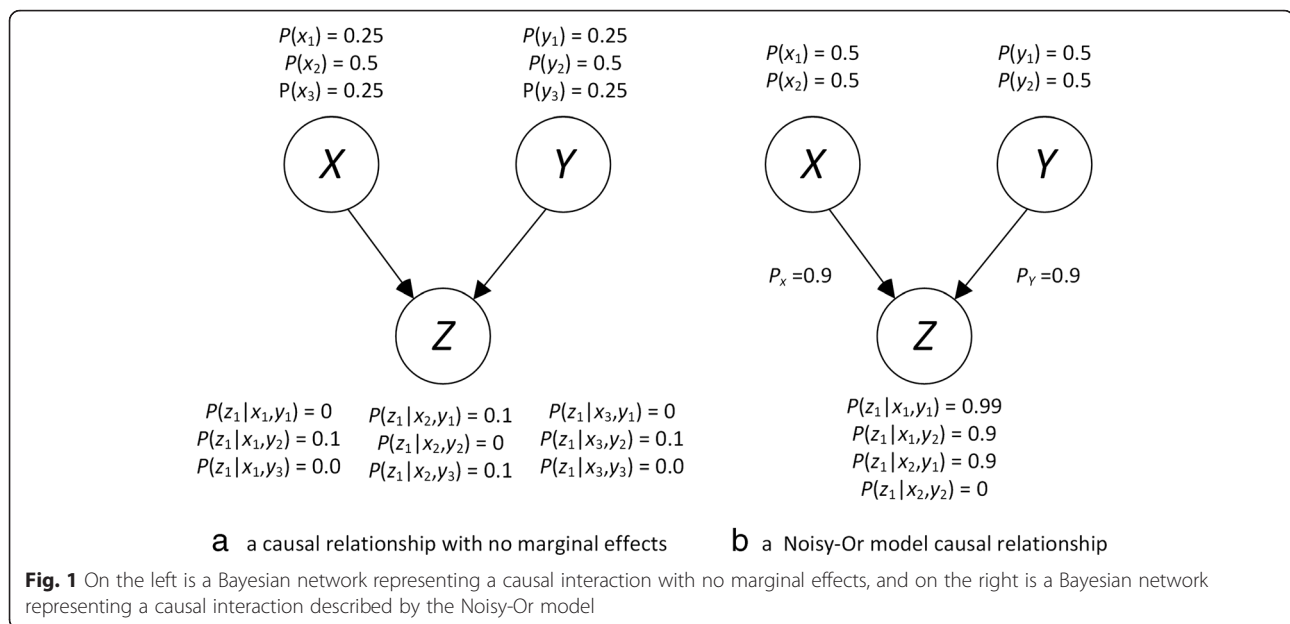 P(x₁) = 0.25
P(x₂) = 0.5
P(x₃) = 0.25
P(y₁) = 0.25
P(y₂) = 0.5
P(y₃) = 0.25
X
Y
Z
P(z₁|x₁,y₁) = 0
P(z₁|x₁,y₂) = 0.1
P(z₁|x₁,y₃) = 0.0
P(z₁|x₂,y₁) = 0.1
P(z₁|x₂,y₂) = 0
P(z₁|x₂,y₃) = 0.1
P(z₁|x₃,y₁) = 0
P(z₁|x₃,y₂) = 0.1
P(z₁|x₃,y₃) = 0.0
a a causal relationship with no marginal effects
P(x₁) = 0.5
P(x₂) = 0.5
P(y₁) = 0.5
P(y₂) = 0.5
X
Y
Pₓ =0.9
P_Y =0.9
Z
P(z₁|x₁,y₁) = 0.99
P(z₁|x₁,y₂) = 0.9
P(z₁|x₂,y₁) = 0.9
P(z₁|x₂,y₂) = 0
b a Noisy-Or model causal relationship
Fig. 1 On the left is a Bayesian network representing a causal interaction with no marginal effects, and on the right is a Bayesian network
representing a causal interaction described by the Noisy-Or model